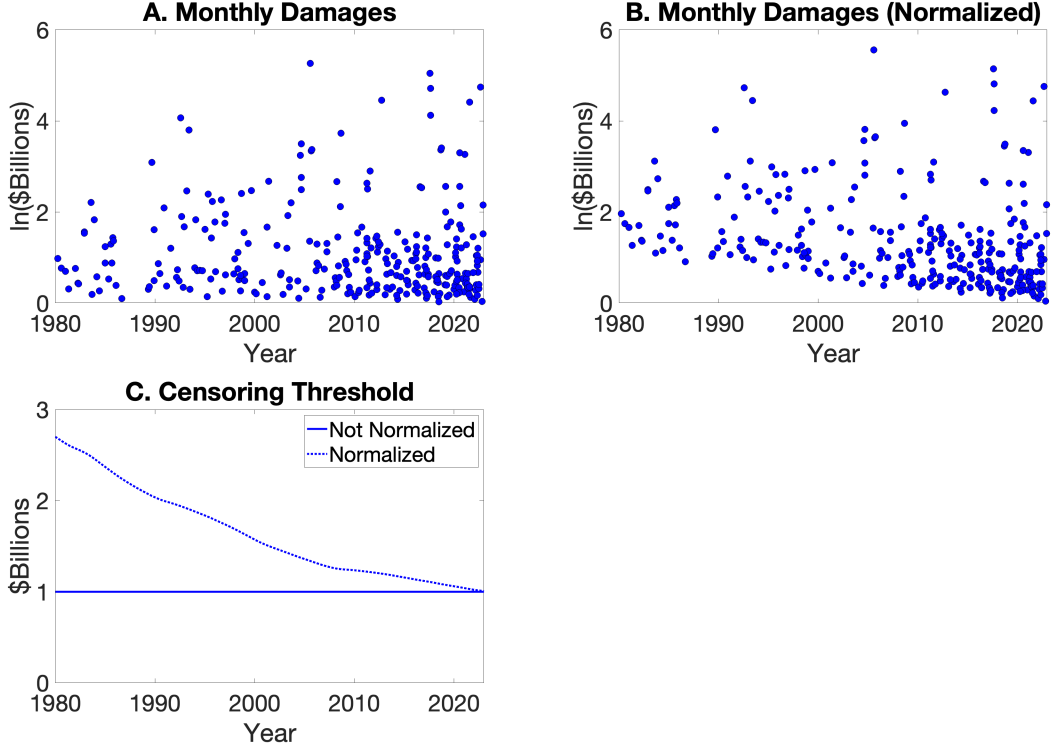 A. Monthly Damages
6
4
2
0
ln($Billions)
1980 1990 2000 2010 2020
Year
B. Monthly Damages (Normalized)
6
4
2
0
ln($Billions)
1980 1990 2000 2010 2020
Year
C. Censoring Threshold
3
2
1
0
$Billions
Not Normalized
Normalized
1980 1990 2000 2010 2020
Year